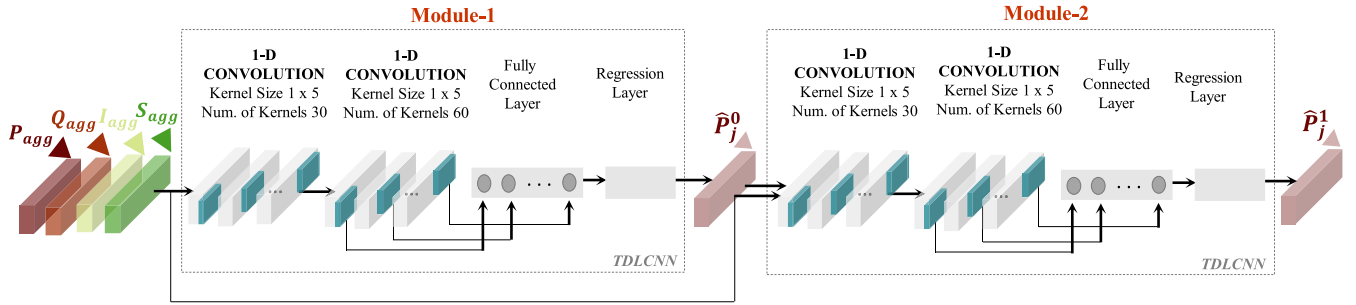 Module-1
1-D
CONVOLUTION
Kernel Size 1 x 5
Num. of Kernels 30
1-D
CONVOLUTION
Kernel Size 1 x 5
Num. of Kernels 60
Fully
Connected
Layer
Regression
Layer
P_agg
Q_agg
I_agg
S_agg
...
...
...
TDLCNN
P̂_j^0
Module-2
1-D
CONVOLUTION
Kernel Size 1 x 5
Num. of Kernels 30
1-D
CONVOLUTION
Kernel Size 1 x 5
Num. of Kernels 60
Fully
Connected
Layer
Regression
Layer
...
...
...
TDLCNN
P̂_j^1